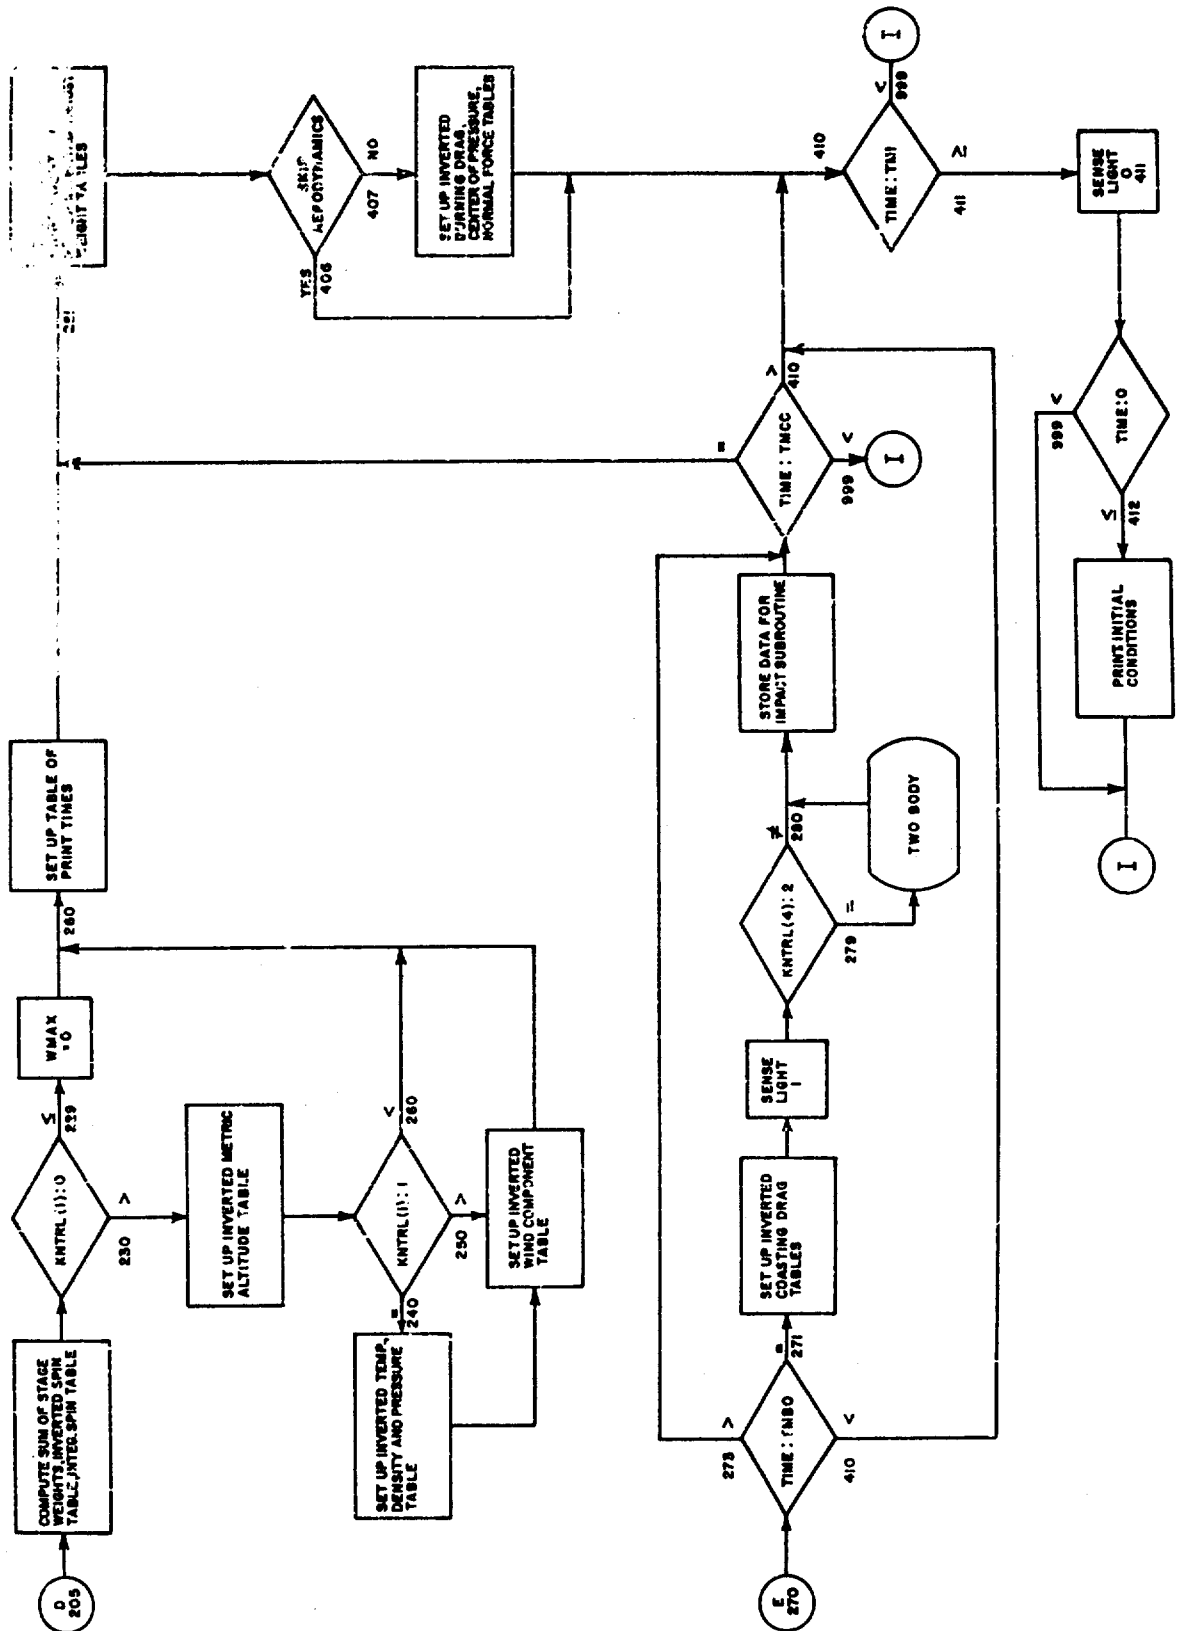 D
205
COMPUTE SUM OF STAGE
WEIGHTS, INVERTED SPIN
TABLE, INTEG. SPIN TABLE
KNTRL (1): 0
≤
>
230
WMAX
= 0
260
SET UP TABLE OF
PRINT TIMES
SET UP INVERTED METRIC
ALTITUDE TABLE
KNTRL (1): 1
<
260
>
250
=
240
SET UP INVERTED TEMP.,
DENSITY AND PRESSURE
TABLE
SET UP INVERTED
WIND COMPONENT
TABLE
TABLES
SKIP
AERODYNAMICS
YES
406
NO
407
SET UP INVERTED
BURNING DRAG,
CENTER OF PRESSURE,
NORMAL FORCE TABLES
E
270
TIME : TMBO
>
273
=
271
<
410
SET UP INVERTED
COASTING DRAG
TABLES
SENSE
LIGHT
1
KNTRL (4): 2
≠
280
=
279
TWO BODY
STORE DATA FOR
IMPACT SUBROUTINE
TIME : TMCC
=
>
410
<
999
I
410
TIME : TMI
<
999
I
≥
411
SENSE
LIGHT
0
411
TIME : 0
<
999
≤
412
PRINT INITIAL
CONDITIONS
I